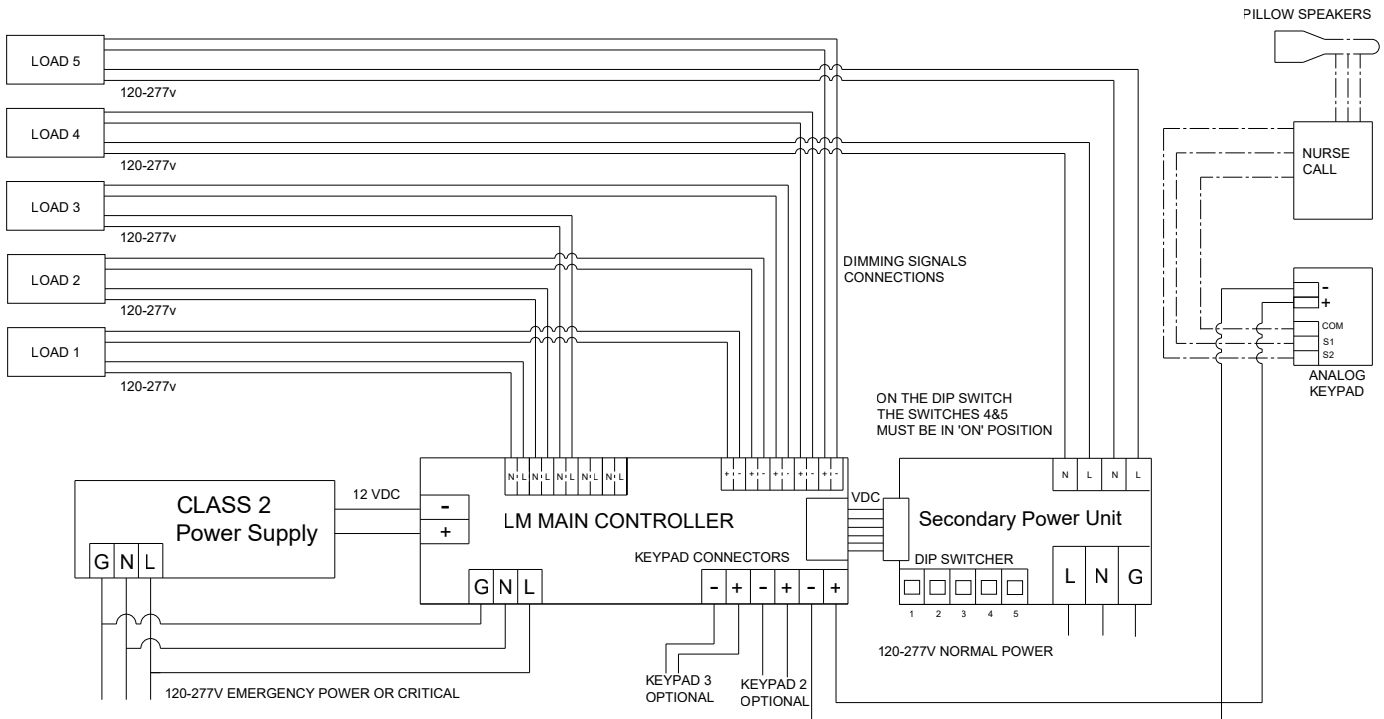 PILLOW SPEAKERS
LOAD 5
120-277v
LOAD 4
120-277v
NURSE
CALL
LOAD 3
120-277v
DIMMING SIGNALS
CONNECTIONS
LOAD 2
120-277v
-
+
COM
S1
S2
ANALOG
KEYPAD
LOAD 1
120-277v
ON THE DIP SWITCH
THE SWITCHES 4&5
MUST BE IN 'ON' POSITION
N L N L N L N L N L
+ - + - + - + - + -
N L N L
CLASS 2
Power Supply
G N L
12 VDC
-
+
LM MAIN CONTROLLER
VDC
Secondary Power Unit
KEYPAD CONNECTORS
G N L
- + - + - +
DIP SWITCHER
1 2 3 4 5
L N G
120-277V NORMAL POWER
KEYPAD 3
OPTIONAL
KEYPAD 2
OPTIONAL
120-277V EMERGENCY POWER OR CRITICAL